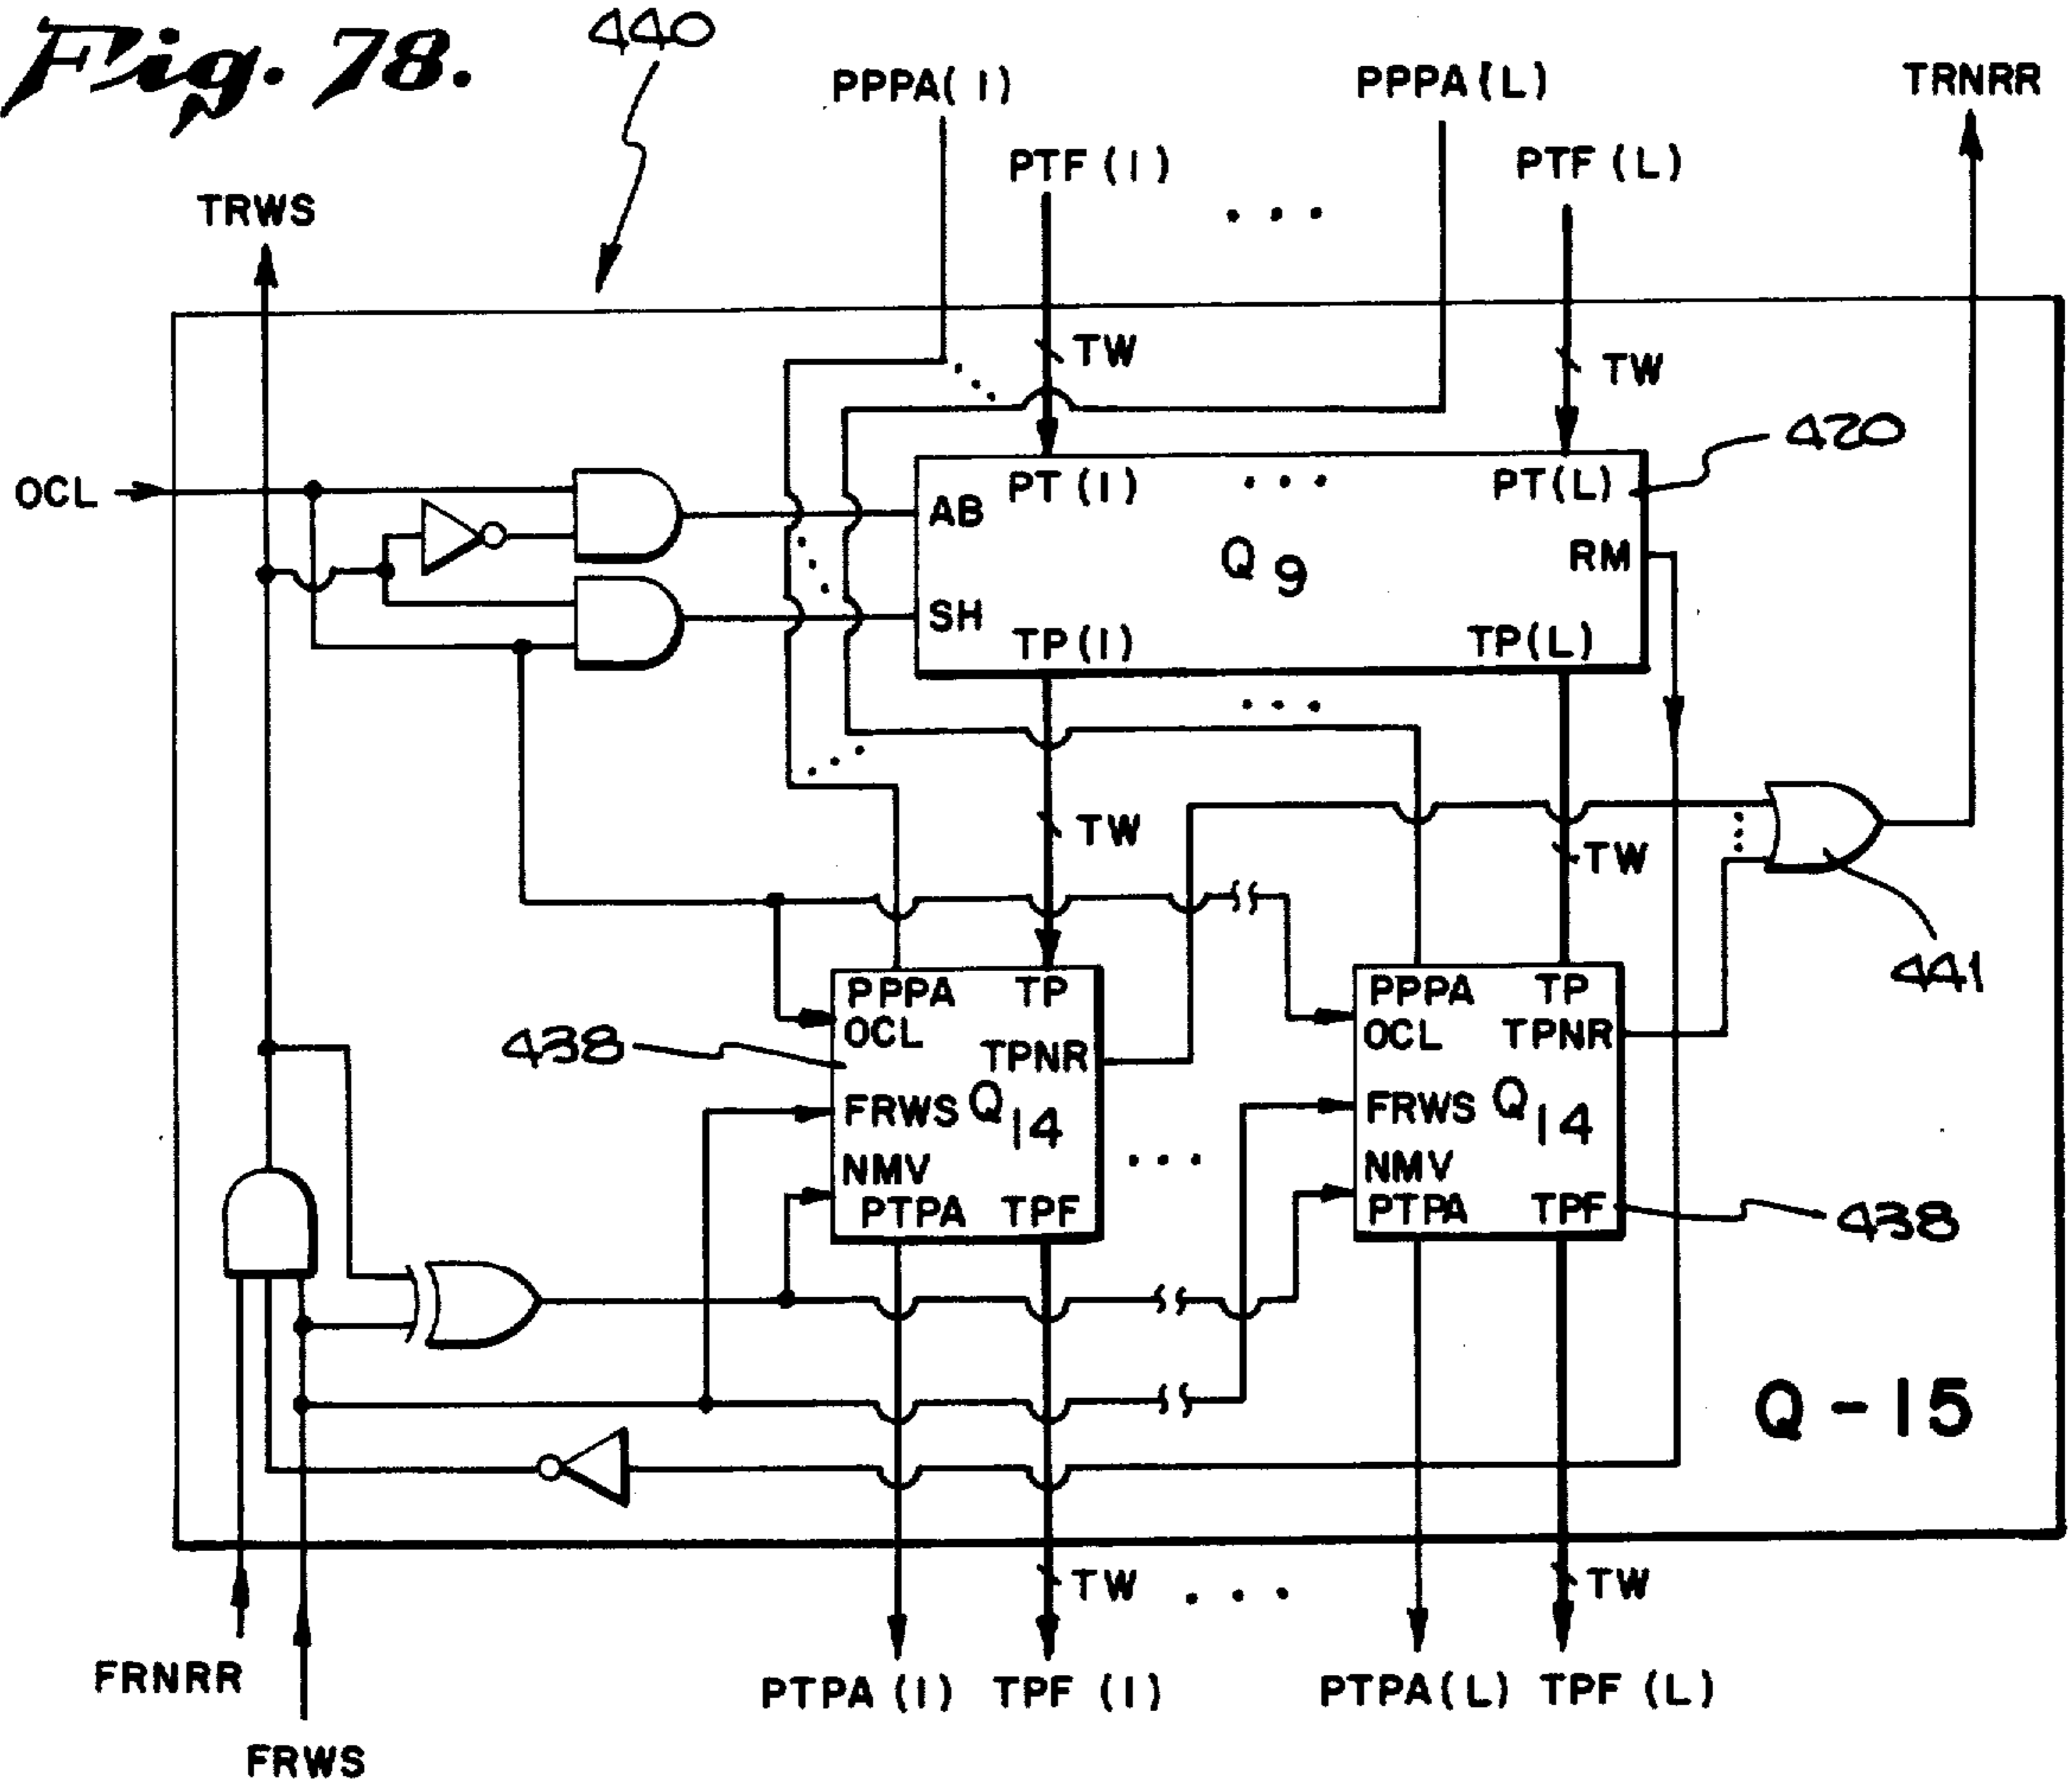 Fig. 78.
440
PPPA(1)
PPPA(L)
TRNRR
PTF(1)
PTF(L)
TRWS
TW
TW
420
OCL
PT(1)
PT(L)
AB
RM
Q9
SH
TP(1)
TP(L)
TW
TW
441
PPPA TP
OCL
TPNR
FRWS Q14
NMV
PTPA TPF
438
PPPA TP
OCL TPNR
FRWS Q14
NMV
PTPA TPF
438
Q-15
TW
TW
FRNRR
PTPA(1) TPF(1)
PTPA(L) TPF(L)
FRWS